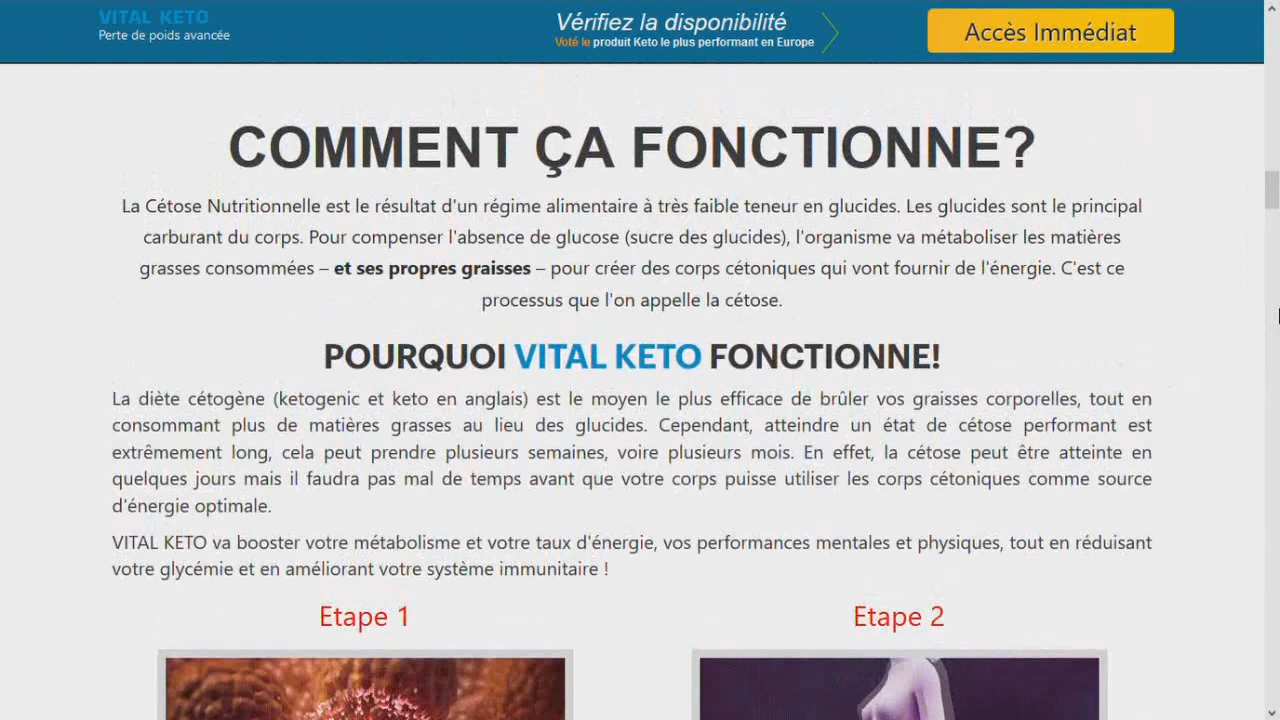 VITAL KETO
Perte de poids avancée
Vérifiez la disponibilité
Voté le produit Keto le plus performant en Europe
Accès Immédiat
COMMENT ÇA FONCTIONNE?
La Cétose Nutritionnelle est le résultat d'un régime alimentaire à très faible teneur en glucides. Les glucides sont le principal
carburant du corps. Pour compenser l'absence de glucose (sucre des glucides), l'organisme va métaboliser les matières
grasses consommées – et ses propres graisses – pour créer des corps cétoniques qui vont fournir de l'énergie. C'est ce
processus que l'on appelle la cétose.
POURQUOI VITAL KETO FONCTIONNE!
La diète cétogène (ketogenic et keto en anglais) est le moyen le plus efficace de brûler vos graisses corporelles, tout en
consommant plus de matières grasses au lieu des glucides. Cependant, atteindre un état de cétose performant est
extrêmement long, cela peut prendre plusieurs semaines, voire plusieurs mois. En effet, la cétose peut être atteinte en
quelques jours mais il faudra pas mal de temps avant que votre corps puisse utiliser les corps cétoniques comme source
d'énergie optimale.
VITAL KETO va booster votre métabolisme et votre taux d'énergie, vos performances mentales et physiques, tout en réduisant
votre glycémie et en améliorant votre système immunitaire !
Etape 1
Etape 2